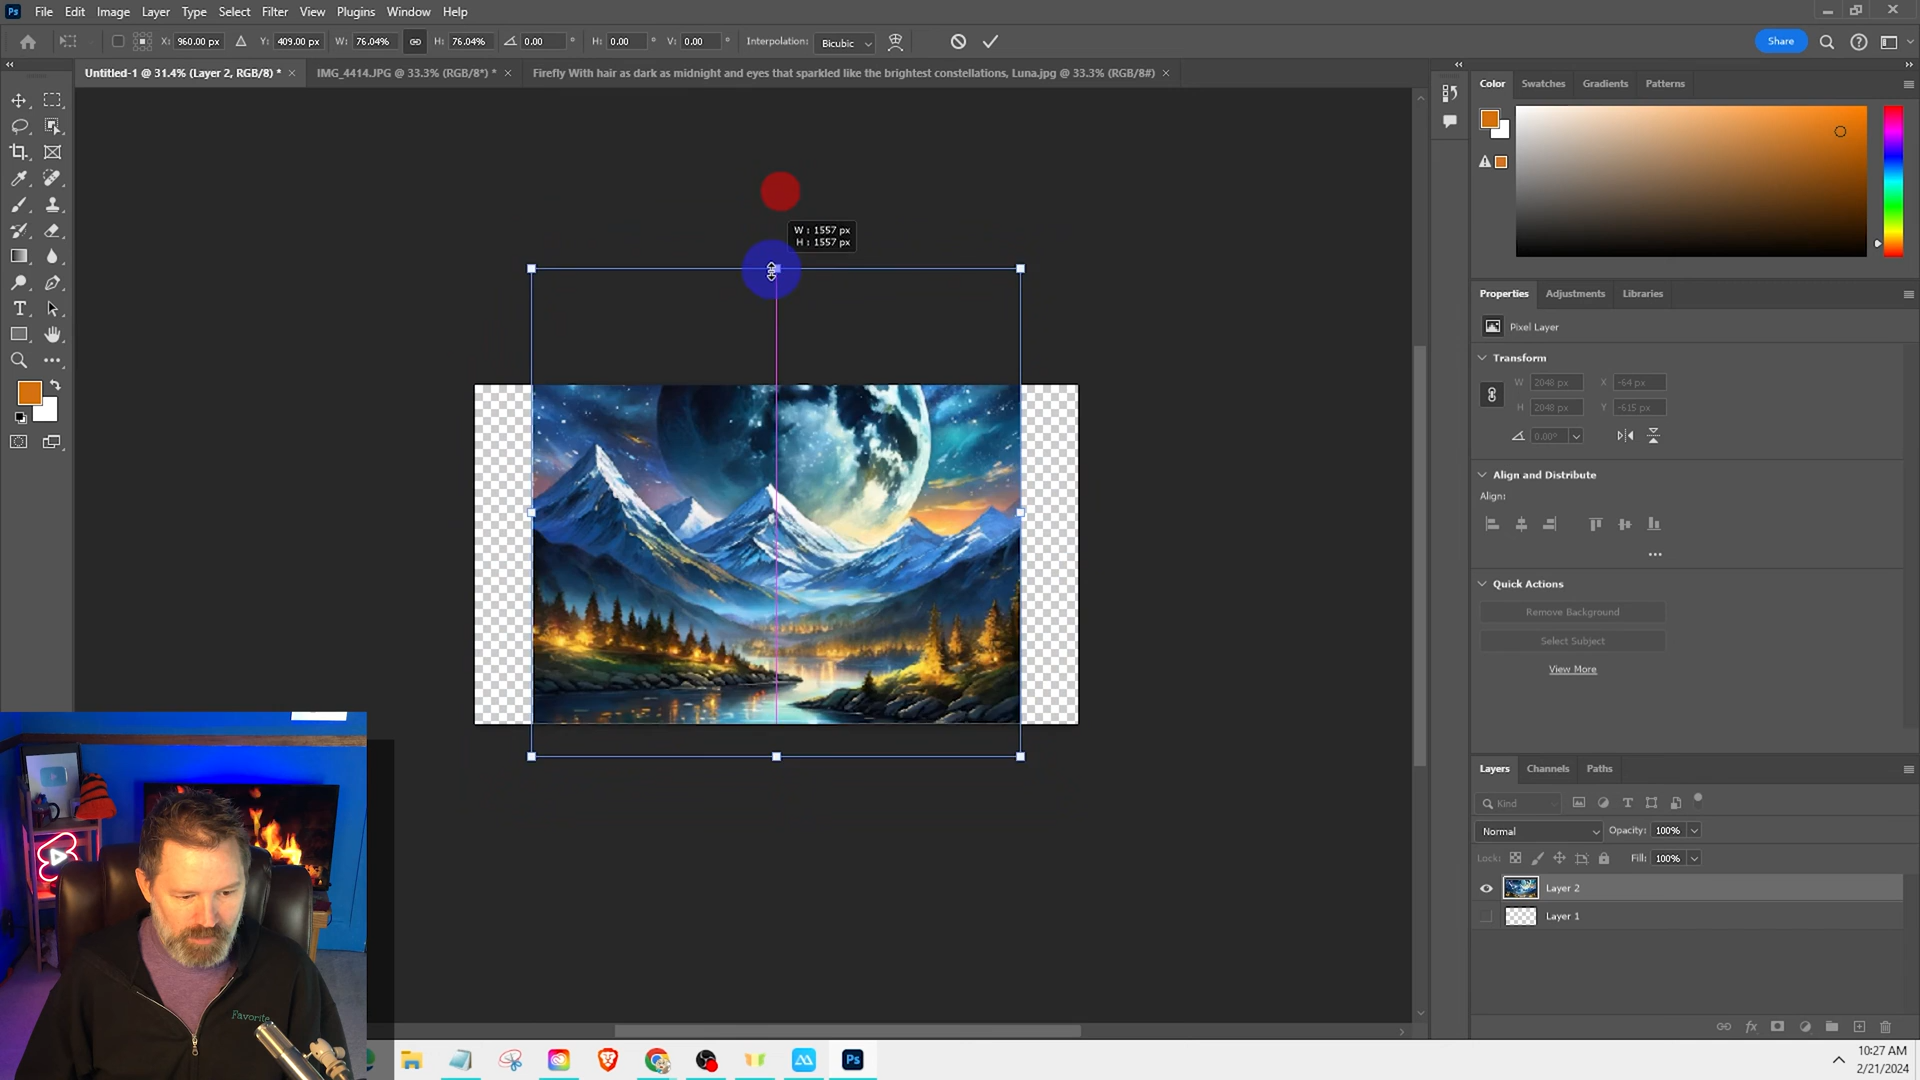 Ps File Edit Image Layer Type Select Filter View Plugins Window Help
X: 960.00 px Y: 409.00 px W: 76.04% H: 76.04% 0.00 ° H: 0.00 ° V: 0.00 ° Interpolation: Bicubic Share
Untitled-1 @ 31.4% (Layer 2, RGB/8) * × IMG_4414.JPG @ 33.3% (RGB/8*) * × Firefly With hair as dark as midnight and eyes that sparkled like the brightest constellations, Luna.jpg @ 33.3% (RGB/8#) ×
Color Swatches Gradients Patterns
W : 1557 px
H : 1557 px
Properties Adjustments Libraries
Pixel Layer
Transform
W 2048 px X -64 px
H 2048 px Y -615 px
0.00°
Align and Distribute
Align:
Quick Actions
Remove Background
Select Subject
View More
Layers Channels Paths
Kind
Normal Opacity: 100%
Lock: Fill: 100%
Layer 2
Layer 1
Favorite
Ps
10:27 AM
2/21/2024